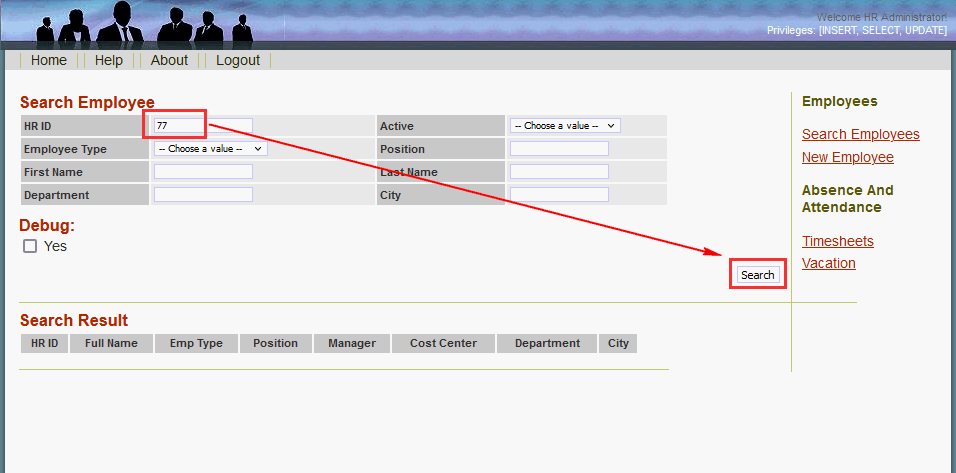 Welcome HR Administrator!
Privileges: [INSERT, SELECT, UPDATE]
Home Help About Logout
Search Employee
HR ID 77 Active -- Choose a value --
Employee Type -- Choose a value -- Position
First Name Last Name
Department City
Debug:
Yes
Search
Search Result
HR ID Full Name Emp Type Position Manager Cost Center Department City
Employees
Search Employees
New Employee
Absence And
Attendance
Timesheets
Vacation